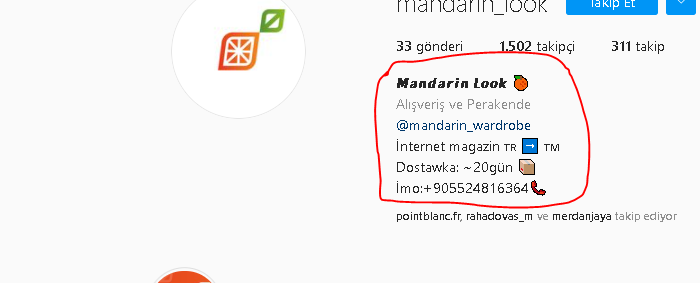 mandarin_look Takip Et
33 gönderi 1.502 takipçi 311 takip
Mandarin Look 🍊
Alışveriş ve Perakende
@mandarin_wardrobe
İnternet magazin TR ➡️ TM
Dostawka: ~20gün 📦
İmo:+905524816364📞
pointblanc.fr, rahadovas_m ve merdanjaya takip ediyor